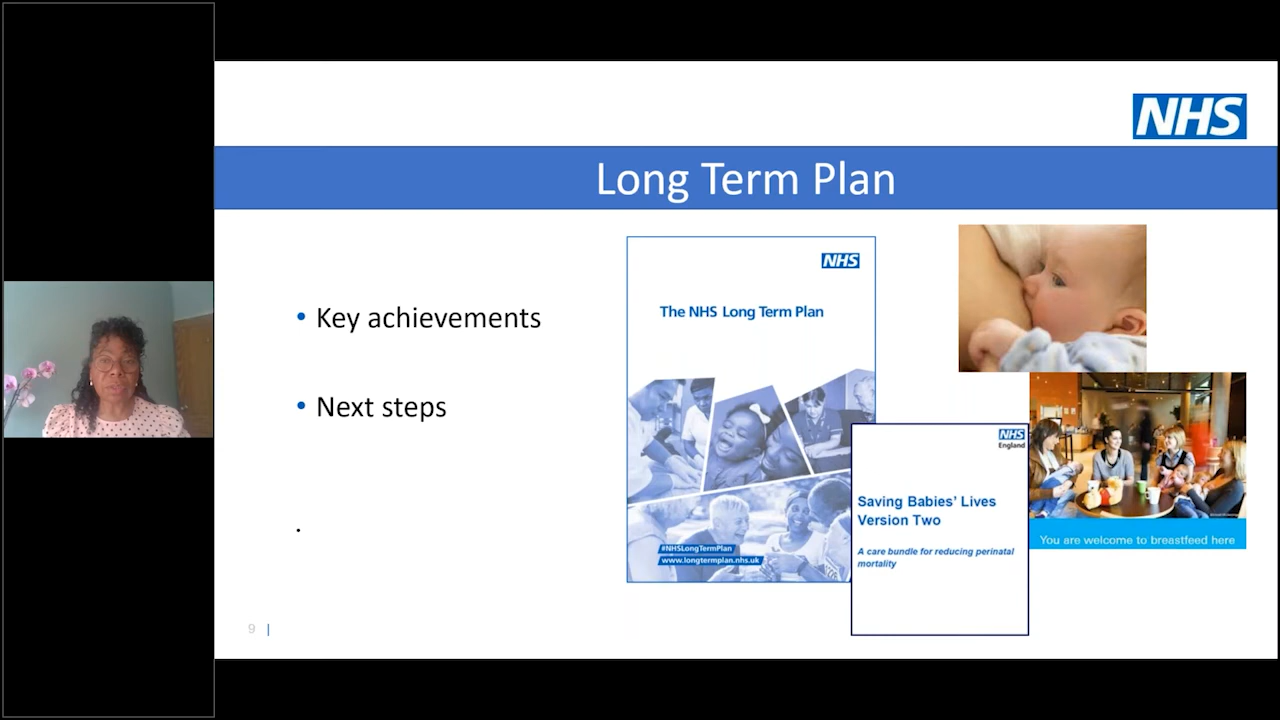 NHS
Long Term Plan
• Key achievements
• Next steps
.
NHS
The NHS Long Term Plan
#NHSLongTermPlan
www.longtermplan.nhs.uk
NHS
England
Saving Babies' Lives
Version Two
A care bundle for reducing perinatal
mortality
You are welcome to breastfeed here
9 |